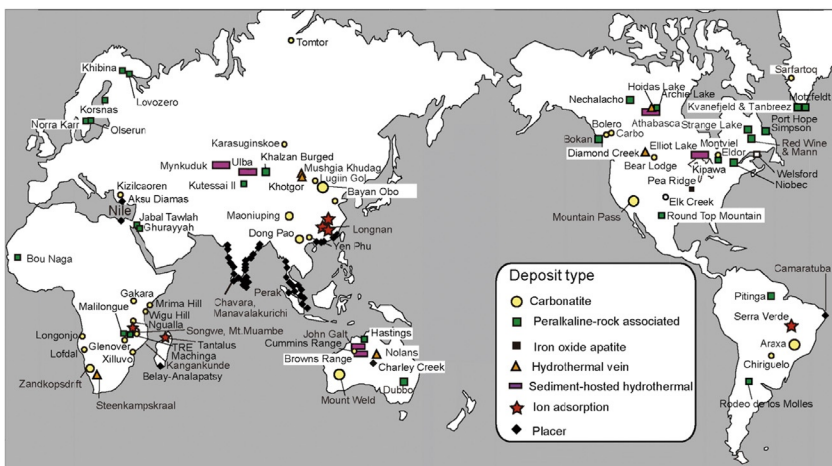 Tomtor
Khibina
Lovozero
Korsnas
Norra Karr
Olserun
Karasuginskoe
Khalzan Burged
Mynkuduk
Ulba
Mushgia Khudag
Lugiin Gol
Kutessai II
Khotgor
Bayan Obo
Kizilcaoren
Aksu Diamas
Nile
Maoniuping
Jabal Tawlah
Ghurayyah
Dong Pao
Longnan
Yen Phu
Bou Naga
Perak
Chavara,
Manavalakurichi
Gakara
Mrima Hill
Malilongue
Wigu Hill
Ngualla
Songwe, Mt.Muambe
Longonjo
Glenover
Tantalus
TRE
Lofdal
Xilluvo
Machinga
Kangankunde
Zandkopsdrift
Belay-Analapatsy
Steenkampskraal
John Galt
Hastings
Cummins Range
Browns Range
Nolans
Charley Creek
Mount Weld
Dubbo
Sarfartoq
Hoidas Lake
Archie Lake
Motzfeldt
Nechalacho
Kvanefjeld & Tanbreez
Athabasca
Port Hope
Simpson
Bolero
Carbo
Strange Lake
Bokan
Elliot Lake
Montviel
Red Wine
& Mann
Diamond Creek
Eldor
Bear Lodge
Kipawa
Welsford
Pea Ridge
Niobec
Elk Creek
Mountain Pass
Round Top Mountain
Camaratuba
Pitinga
Serra Verde
Araxa
Chiriguelo
Rodeo de los Molles
Deposit type
Carbonatite
Peralkaline-rock associated
Iron oxide apatite
Hydrothermal vein
Sediment-hosted hydrothermal
Ion adsorption
Placer